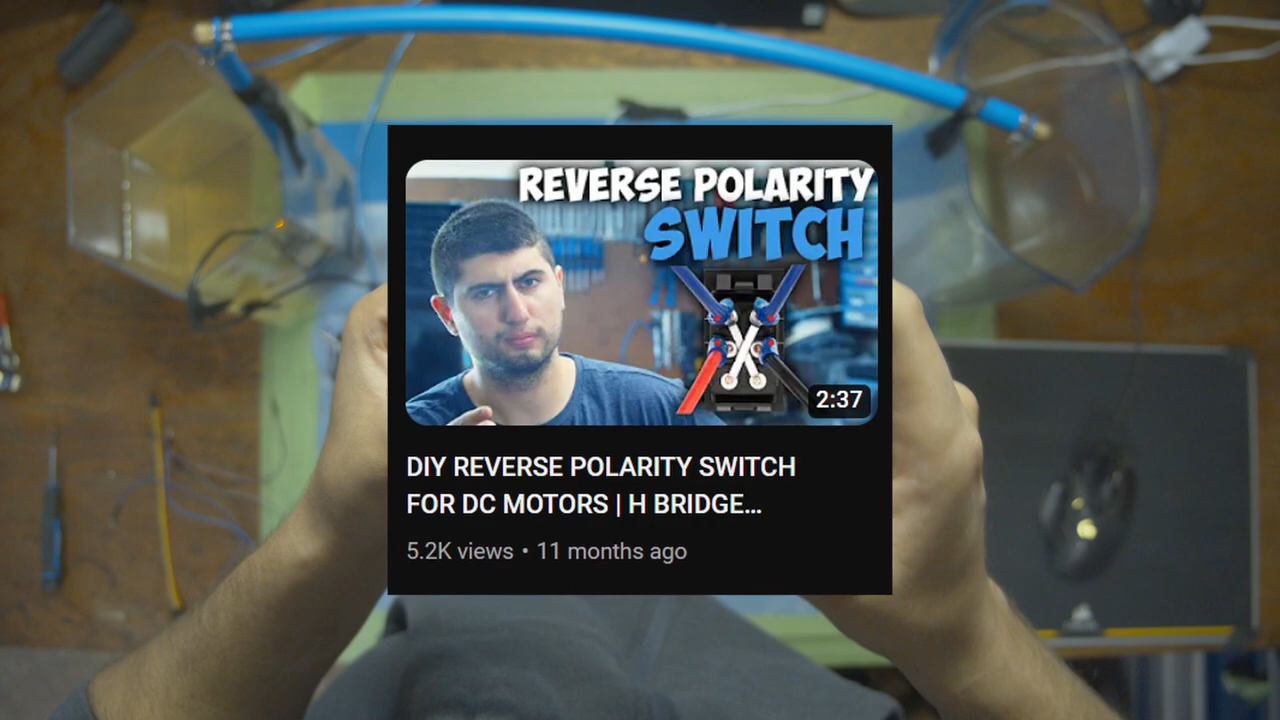 REVERSE POLARITY
SWITCH
2:37
DIY REVERSE POLARITY SWITCH
FOR DC MOTORS | H BRIDGE...
5.2K views • 11 months ago